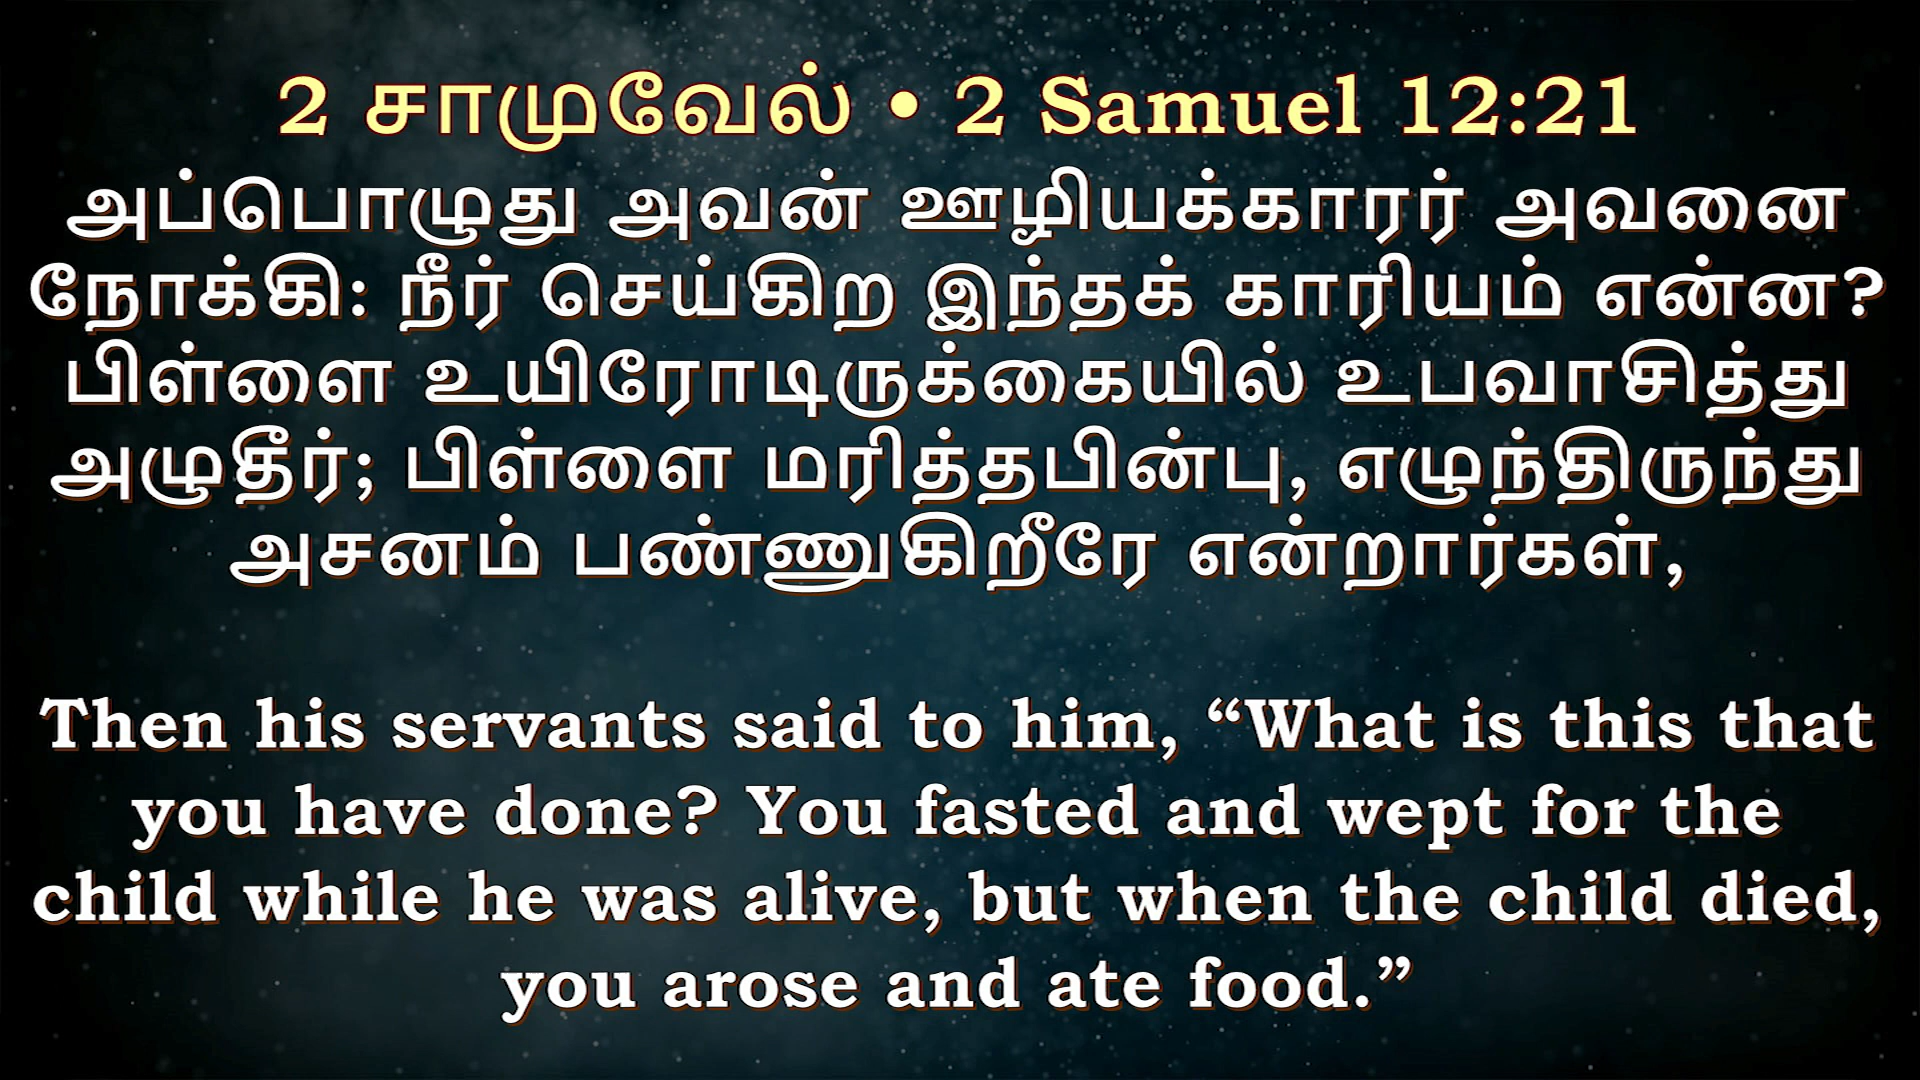 2 சாமுவேல் • 2 Samuel 12:21
அப்பொழுது அவன் ஊழியக்காரர் அவனை
நோக்கி: நீர் செய்கிற இந்தக் காரியம் என்ன?
பிள்ளை உயிரோடிருக்கையில் உபவாசித்து
அழுதீர்; பிள்ளை மரித்தபின்பு, எழுந்திருந்து
அசனம் பண்ணுகிறீரே என்றார்கள்,
Then his servants said to him, “What is this that
you have done? You fasted and wept for the
child while he was alive, but when the child died,
you arose and ate food.”